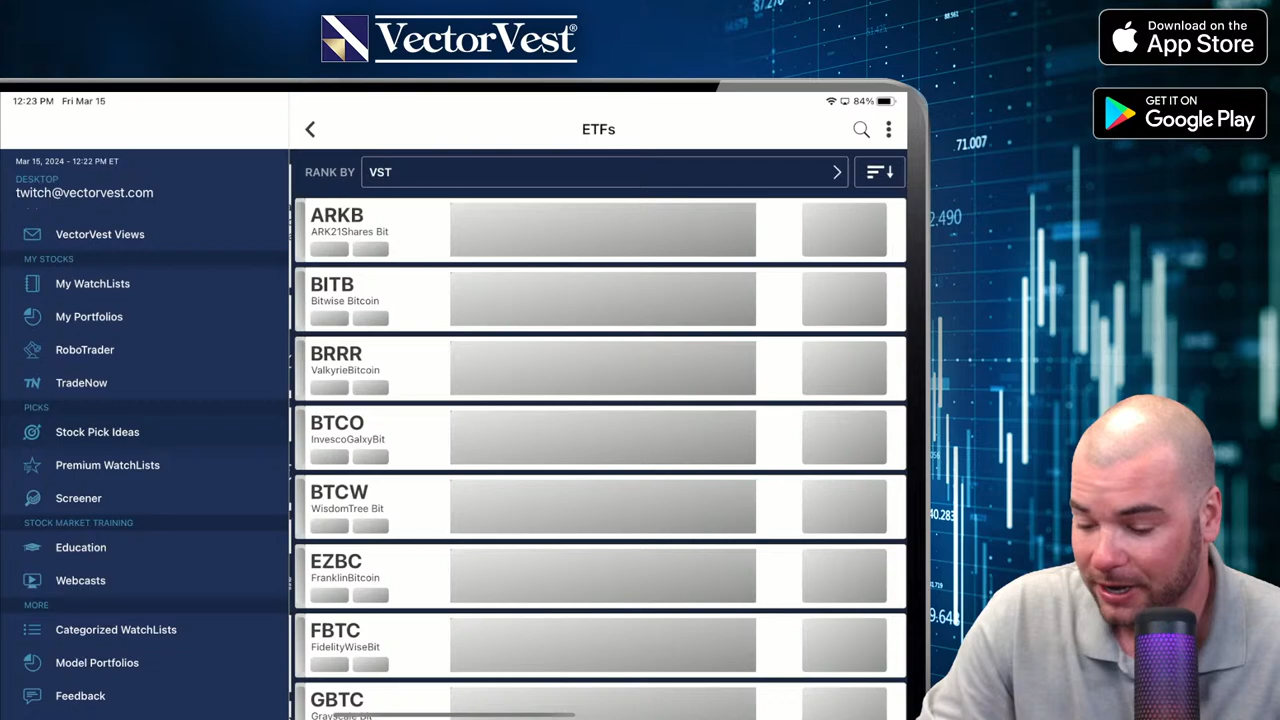 VectorVest®
Download on the
App Store
GET IT ON
Google Play
12:23 PM Fri Mar 15
84%
ETFs
Mar 15, 2024 - 12:22 PM ET
DESKTOP
twitch@vectorvest.com
VectorVest Views
MY STOCKS
My WatchLists
My Portfolios
RoboTrader
TN TradeNow
PICKS
Stock Pick Ideas
Premium WatchLists
Screener
STOCK MARKET TRAINING
Education
Webcasts
MORE
Categorized WatchLists
Model Portfolios
Feedback
RANK BY VST
ARKB
ARK21Shares Bit
BITB
Bitwise Bitcoin
BRRR
ValkyrieBitcoin
BTCO
InvescoGalxyBit
BTCW
WisdomTree Bit
EZBC
FranklinBitcoin
FBTC
FidelityWiseBit
GBTC
Grayscale Bit
71.007
2.490
40.283
9.648